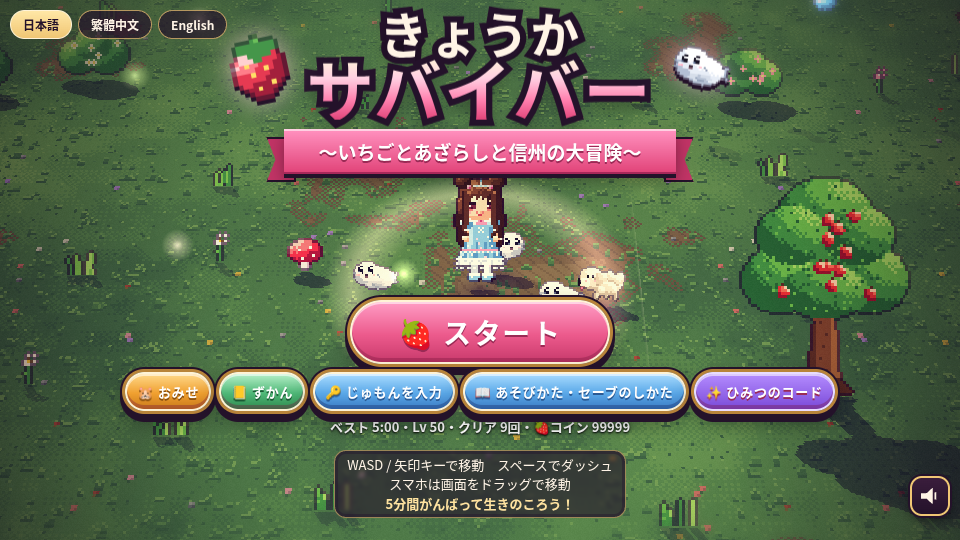 日本語
繁體中文
English
きょうか
サバイバー
〜いちごとあざらしと信州の大冒険〜
スタート
おみせ
ずかん
じゅもんを入力
あそびかた・セーブのしかた
ひみつのコード
ベスト 5:00・Lv 50・クリア 9回・🍓コイン 99999
WASD / 矢印キーで移動　スペースでダッシュ
スマホは画面をドラッグで移動
5分間がんばって生きのころう！